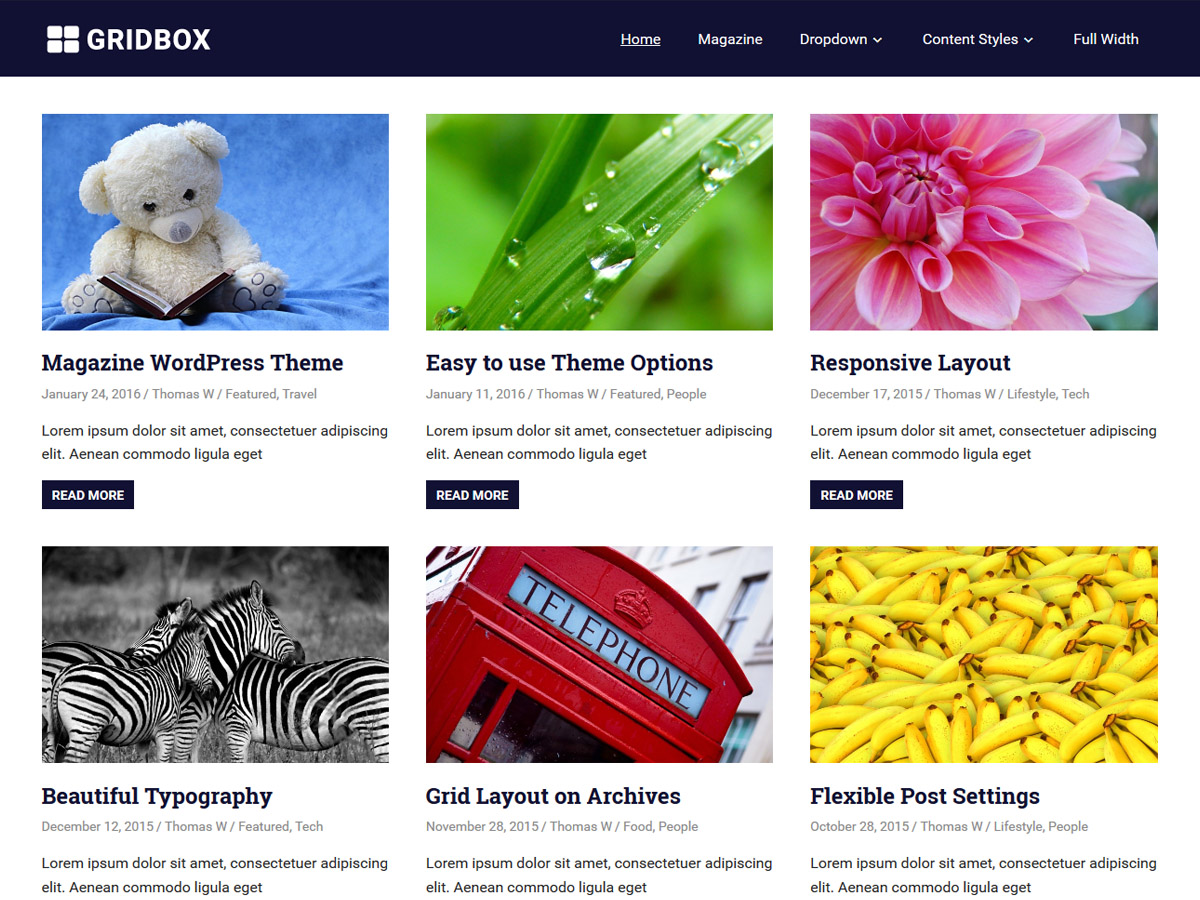 GRIDBOX
Home Magazine Dropdown Content Styles Full Width
Magazine WordPress Theme
January 24, 2016 / Thomas W / Featured, Travel
Lorem ipsum dolor sit amet, consectetuer adipiscing
elit. Aenean commodo ligula eget
READ MORE
Easy to use Theme Options
January 11, 2016 / Thomas W / Featured, People
Lorem ipsum dolor sit amet, consectetuer adipiscing
elit. Aenean commodo ligula eget
READ MORE
Responsive Layout
December 17, 2015 / Thomas W / Lifestyle, Tech
Lorem ipsum dolor sit amet, consectetuer adipiscing
elit. Aenean commodo ligula eget
READ MORE
Beautiful Typography
December 12, 2015 / Thomas W / Featured, Tech
Lorem ipsum dolor sit amet, consectetuer adipiscing
elit. Aenean commodo ligula eget
TELEPHONE
Grid Layout on Archives
November 28, 2015 / Thomas W / Food, People
Lorem ipsum dolor sit amet, consectetuer adipiscing
elit. Aenean commodo ligula eget
Flexible Post Settings
October 28, 2015 / Thomas W / Lifestyle, People
Lorem ipsum dolor sit amet, consectetuer adipiscing
elit. Aenean commodo ligula eget